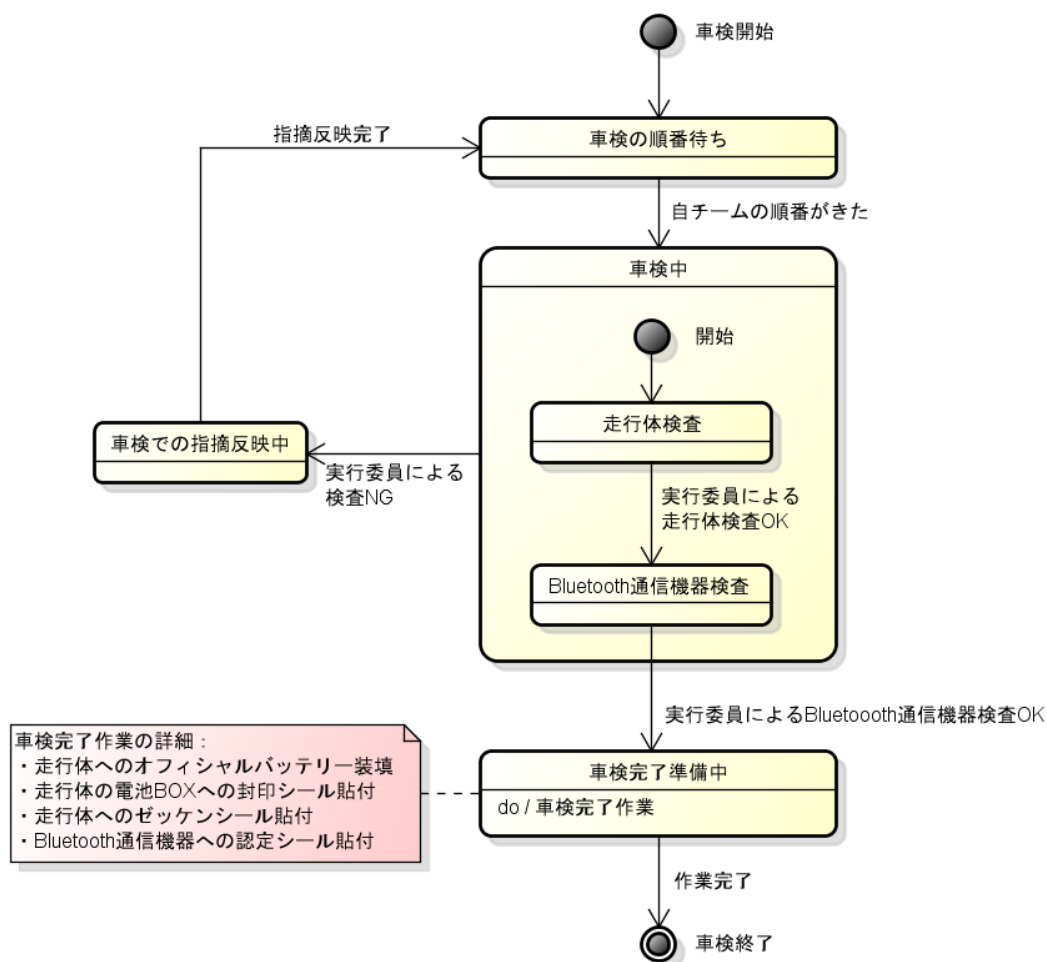 車検開始
指摘反映完了
車検の順番待ち
自チームの順番がきた
車検中
開始
走行体検査
車検での指摘反映中
実行委員による
検査NG
実行委員による
走行体検査OK
Bluetooth通信機器検査
実行委員によるBluetoooth通信機器検査OK
車検完了作業の詳細：
・走行体へのオフィシャルバッテリー装填
・走行体の電池BOXへの封印シール貼付
・走行体へのゼッケンシール貼付
・Bluetooth通信機器への認定シール貼付
車検完了準備中
do / 車検完了作業
作業完了
車検終了